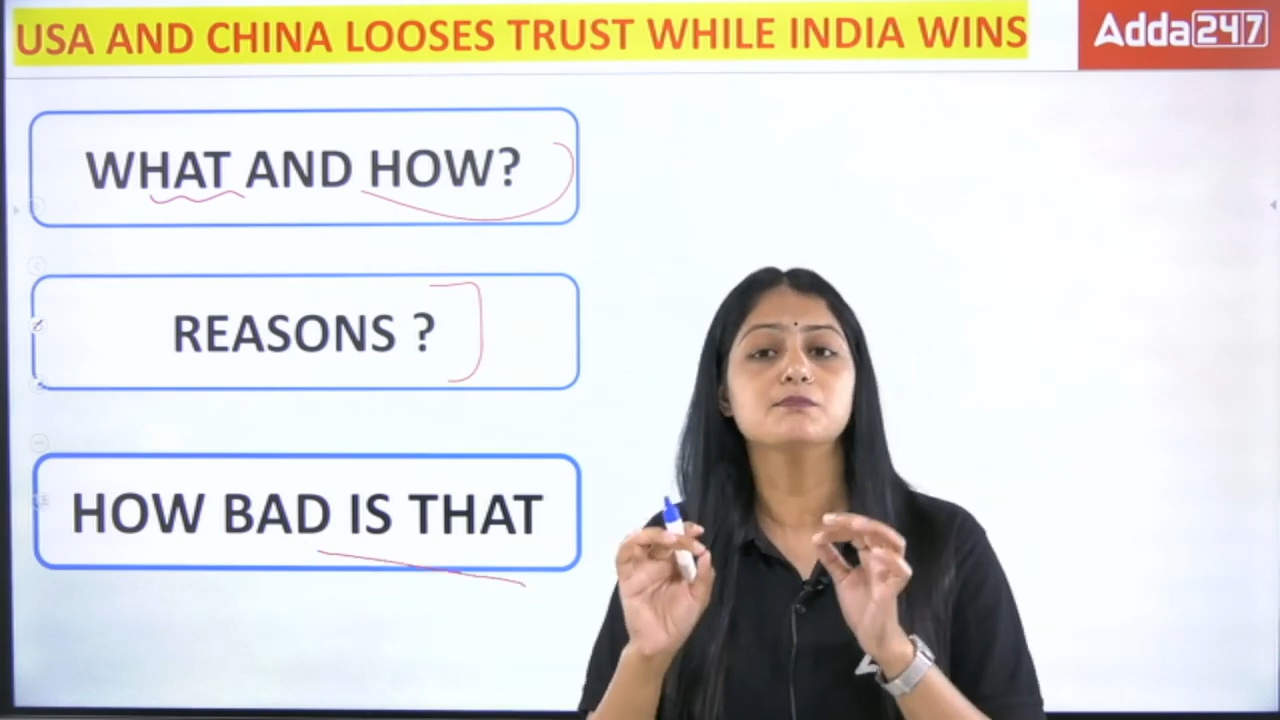 USA AND CHINA LOOSES TRUST WHILE INDIA WINS
Adda247
WHAT AND HOW?
REASONS ?
HOW BAD IS THAT